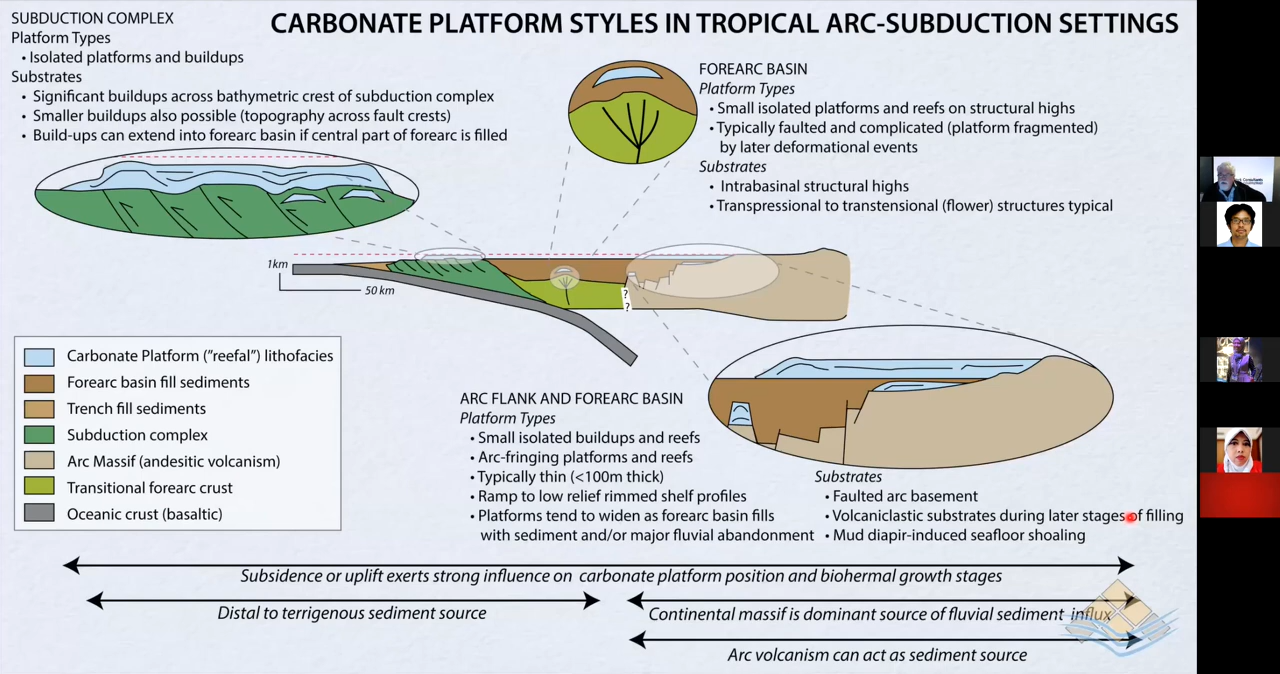 CARBONATE PLATFORM STYLES IN TROPICAL ARC-SUBDUCTION SETTINGS
SUBDUCTION COMPLEX
Platform Types
• Isolated platforms and buildups
Substrates
• Significant buildups across bathymetric crest of subduction complex
• Smaller buildups also possible (topography across fault crests)
• Build-ups can extend into forearc basin if central part of forearc is filled
FOREARC BASIN
Platform Types
• Small isolated platforms and reefs on structural highs
• Typically faulted and complicated (platform fragmented)
by later deformational events
Substrates
• Intrabasinal structural highs
• Transpressional to transtensional (flower) structures typical
1km
50 km
?
?
Carbonate Platform ("reefal") lithofacies
Forearc basin fill sediments
Trench fill sediments
Subduction complex
Arc Massif (andesitic volcanism)
Transitional forearc crust
Oceanic crust (basaltic)
ARC FLANK AND FOREARC BASIN
Platform Types
• Small isolated buildups and reefs
• Arc-fringing platforms and reefs
• Typically thin (<100m thick)
• Ramp to low relief rimmed shelf profiles
• Platforms tend to widen as forearc basin fills
with sediment and/or major fluvial abandonment
Substrates
• Faulted arc basement
• Volcaniclastic substrates during later stages of filling
• Mud diapir-induced seafloor shoaling
Subsidence or uplift exerts strong influence on carbonate platform position and biohermal growth stages
Distal to terrigenous sediment source
Continental massif is dominant source of fluvial sediment influx
Arc volcanism can act as sediment source